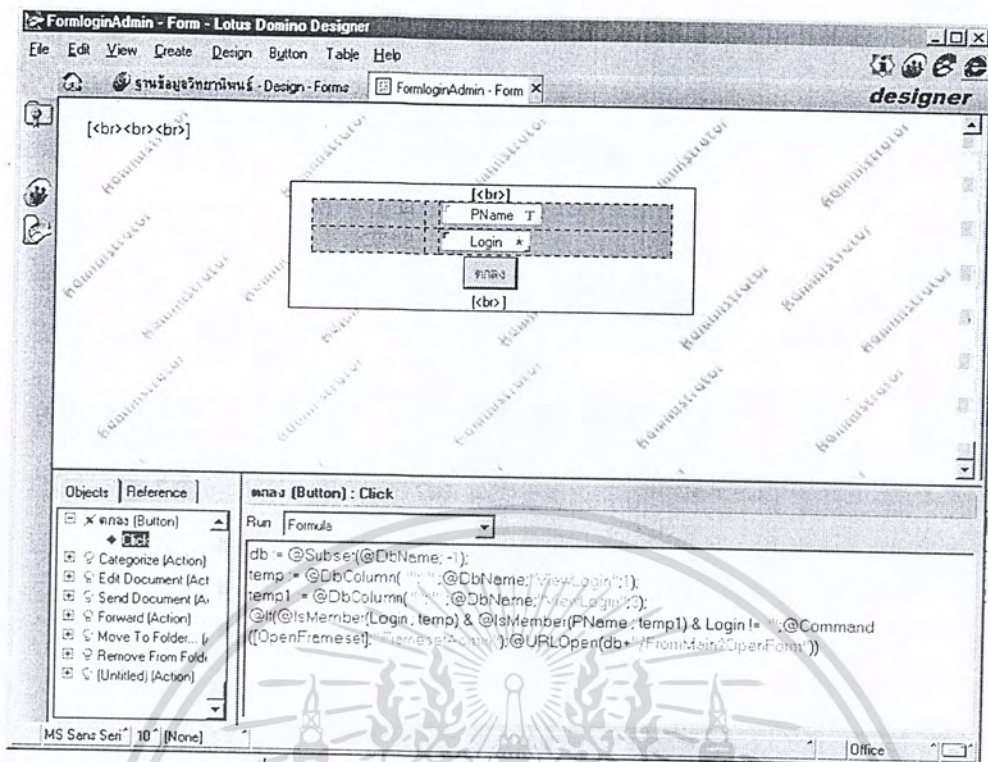 FormloginAdmin - Form - Lotus Domino Designer
File Edit View Create Design Button Table Help
ฐานข้อมูลวิทยานิพนธ์ - Design - Forms
FormloginAdmin - Form
designer
[<br><br><br>]
Administrator
[<br>]
PName T
Login *
ตกลง
[<br>]
Objects Reference
ตกลง (Button)
Click
Categorize (Action)
Edit Document (Act
Send Document (A
Forward (Action)
Move To Folder...
Remove From Fold
(Untitled) (Action)
ตกลง (Button) : Click
Run Formula
db := @Subset(@DbName; -1);
temp := @DbColumn( "":"" ;@DbName;"ViewLogin";1);
temp1 := @DbColumn( "":"" ;@DbName;"ViewLogin";
@If(@IsMember(Login ; temp) & @IsMember(PName ; temp1) & Login != "";@Command
([OpenFrameset];"FramesetAdmin");@URLOpen(db+"/FromMain?OpenForm"))
MS Sans Seri 10 [None]
Office